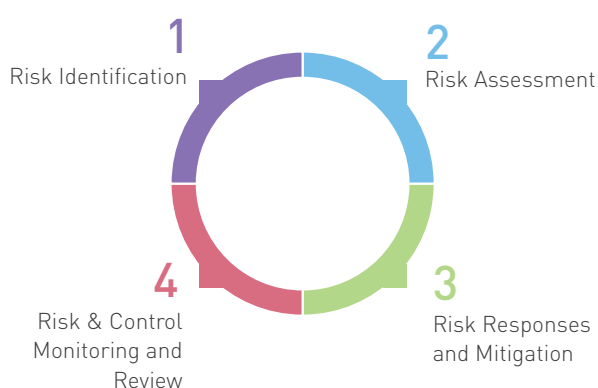 1
Risk Identification
2
Risk Assessment
3
Risk Responses
and Mitigation
4
Risk & Control
Monitoring and
Review